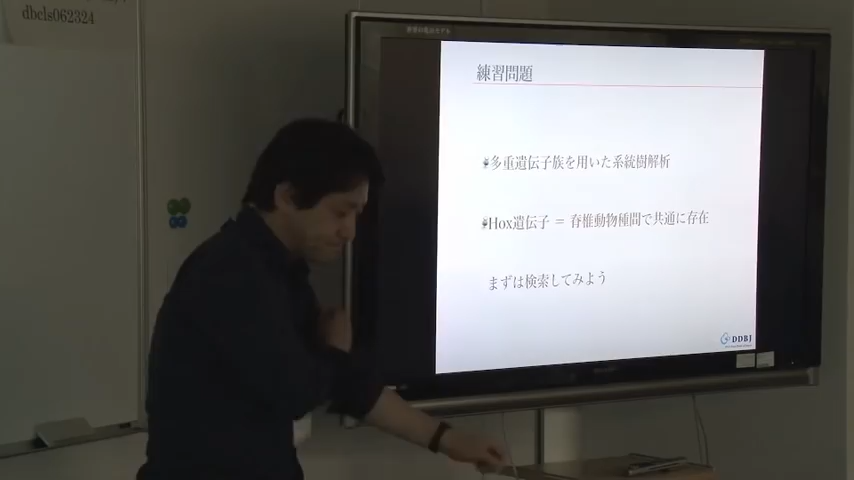 dbcls062324
練習問題
多重遺伝子族を用いた系統樹解析
Hox遺伝子 = 脊椎動物種間で共通に存在
まずは検索してみよう
DDBJ